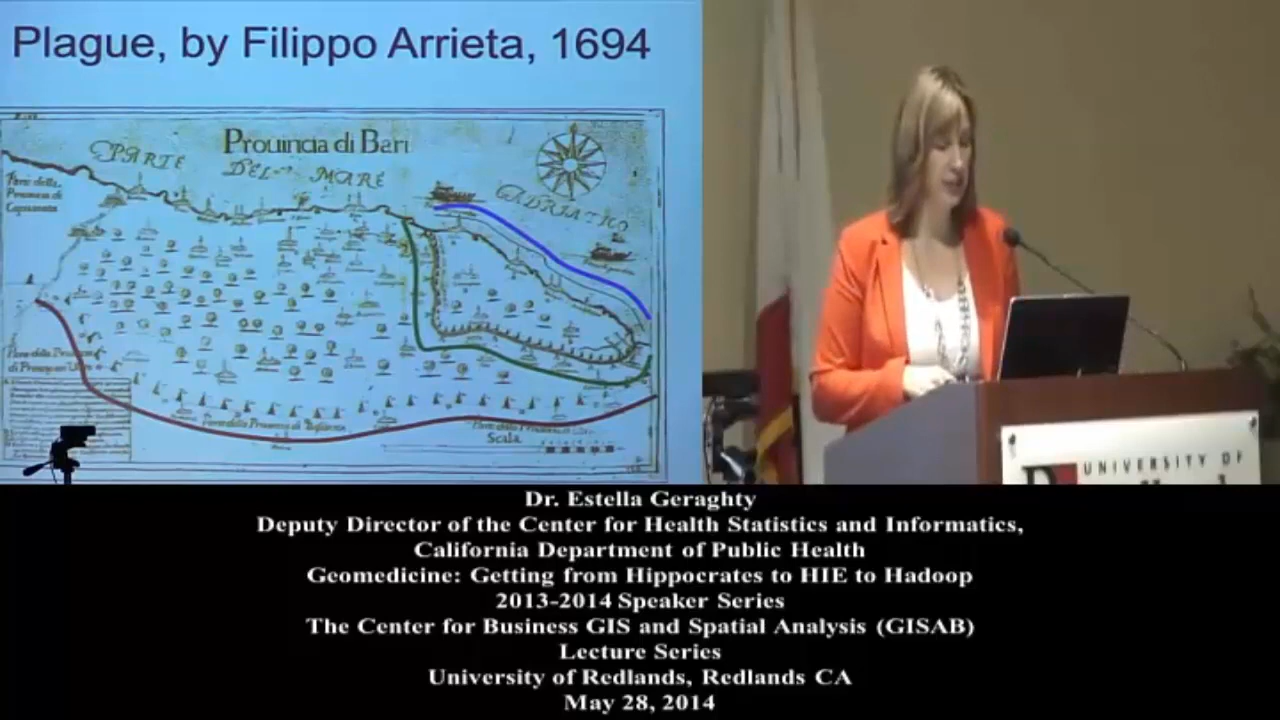 Plague, by Filippo Arrieta, 1694
Prouincia di Bari
PARTE
DEL MARE
ADRIATICO
Scala
UNIVERSITY OF
Dr. Estella Geraghty
Deputy Director of the Center for Health Statistics and Informatics,
California Department of Public Health
Geomedicine: Getting from Hippocrates to HIE to Hadoop
2013-2014 Speaker Series
The Center for Business GIS and Spatial Analysis (GISAB)
Lecture Series
University of Redlands, Redlands CA
May 28, 2014